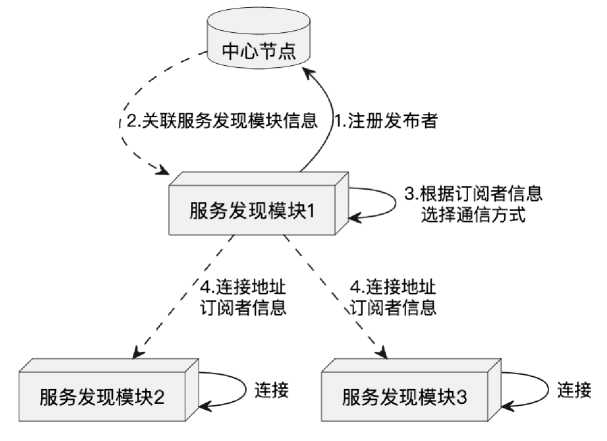 中心节点
2.关联服务发现模块信息
1.注册发布者
服务发现模块1
3.根据订阅者信息
选择通信方式
4.连接地址
订阅者信息
4.连接地址
订阅者信息
服务发现模块2
连接
服务发现模块3
连接